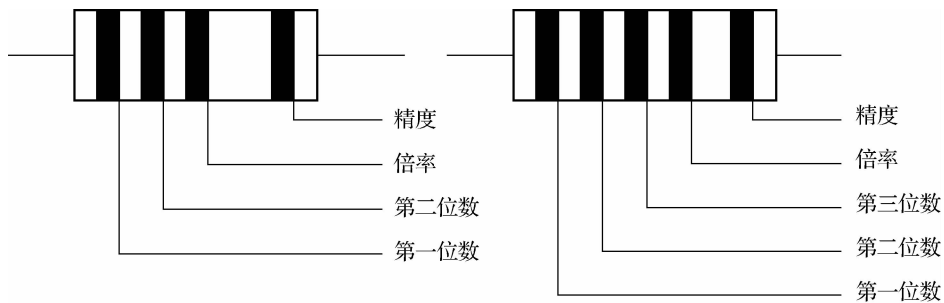 精度
倍率
第二位数
第一位数
精度
倍率
第三位数
第二位数
第一位数